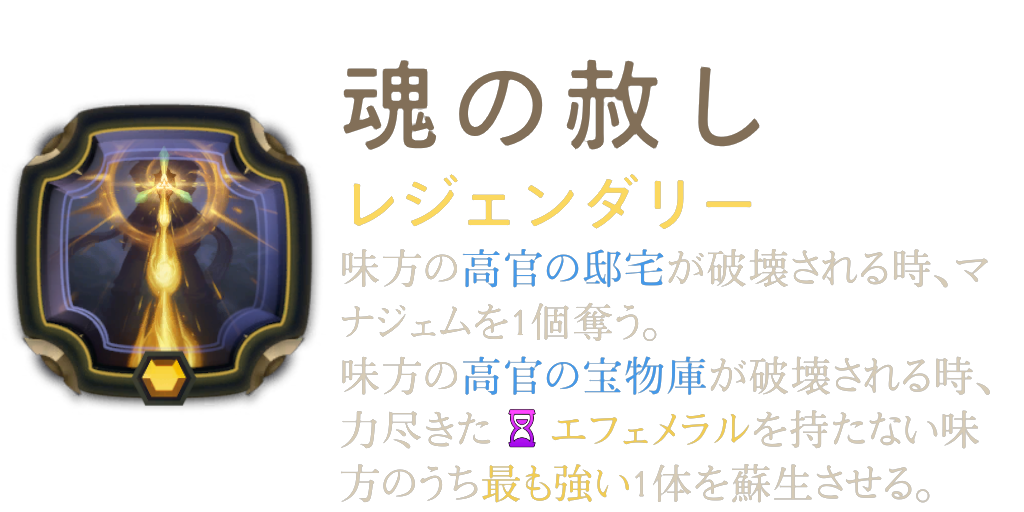 魂の赦し
レジェンダリー
味方の高官の邸宅が破壊される時、マ
ナジェムを1個奪う。
味方の高官の宝物庫が破壊される時、
力尽きた エフェメラルを持たない味
方のうち最も強い1体を蘇生させる。